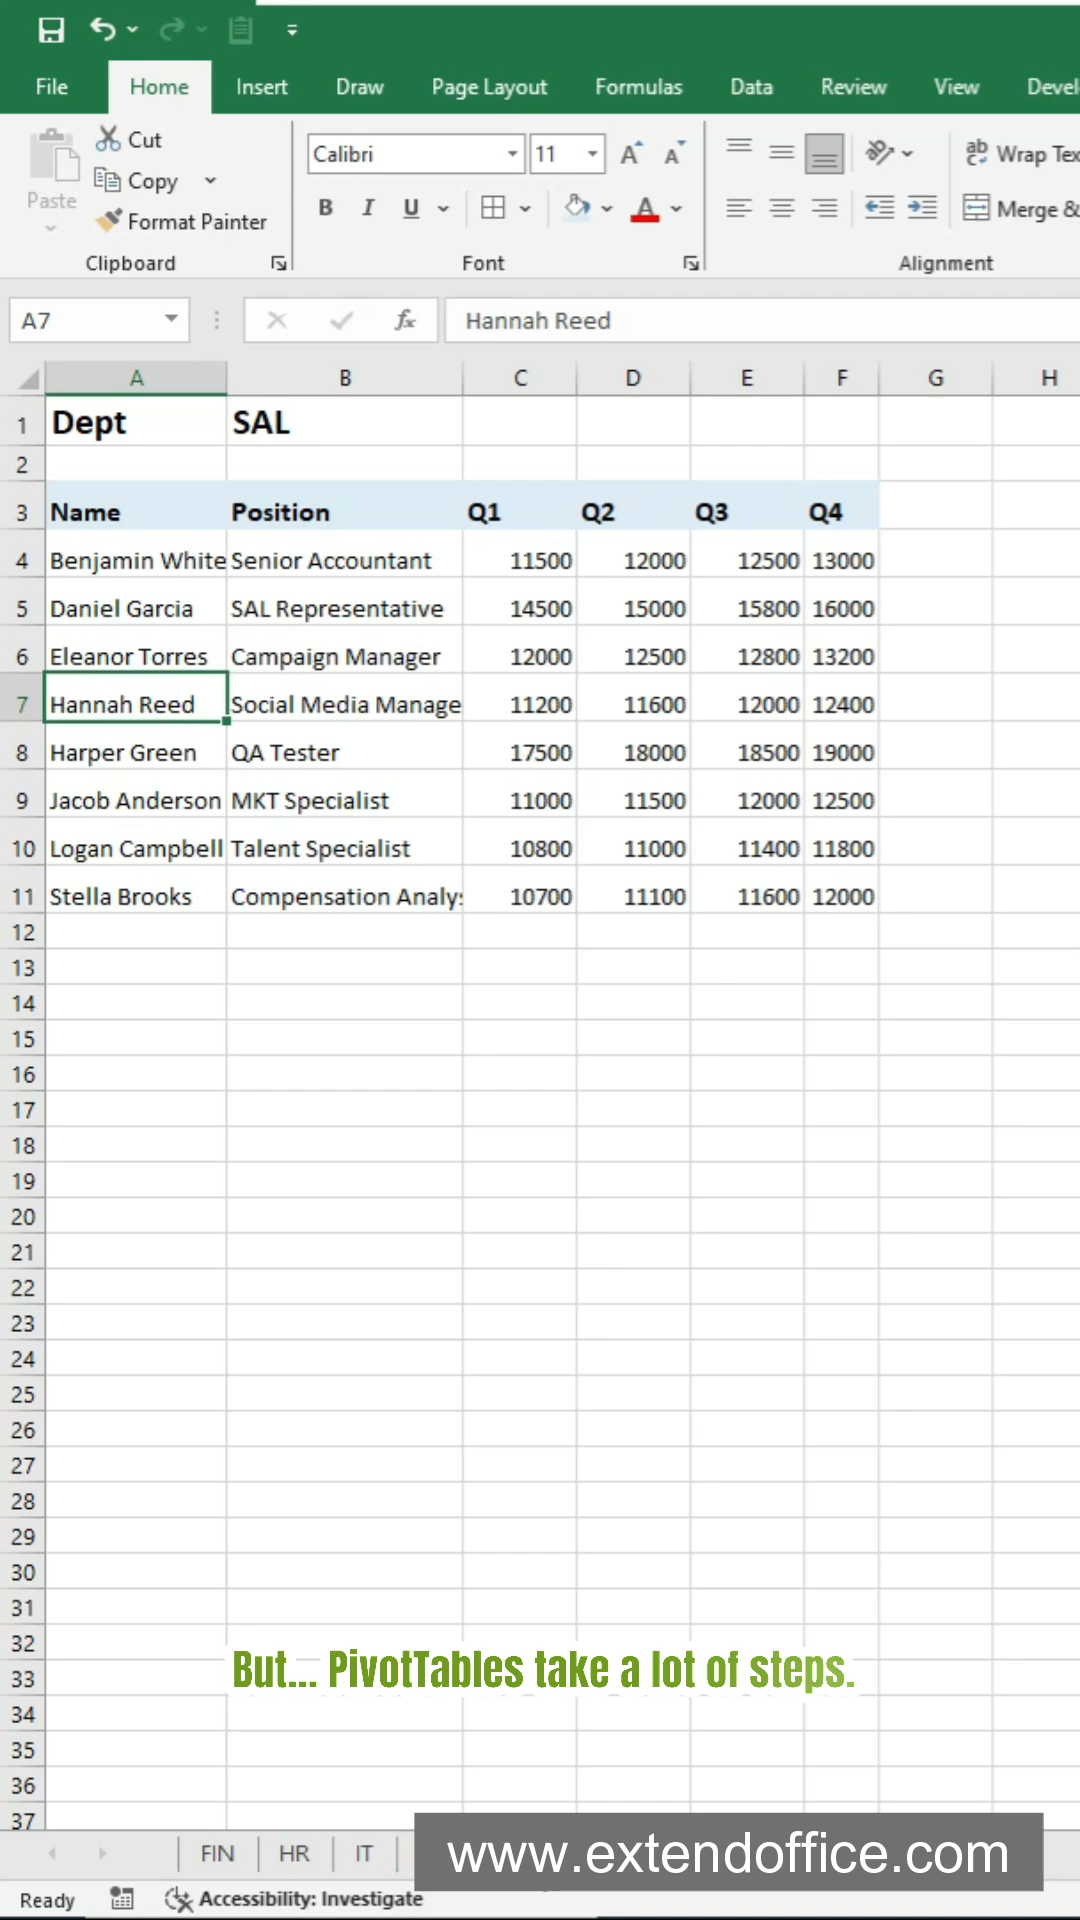 File Home Insert Draw Page Layout Formulas Data Review View Devel
Cut
Calibri 11 ab Wrap Tex
Paste Copy
B I U A Merge &
Format Painter
Clipboard Font Alignment
A7 fx Hannah Reed
A B C D E F G H
1 Dept SAL
2
3 Name Position Q1 Q2 Q3 Q4
4 Benjamin White Senior Accountant 11500 12000 12500 13000
5 Daniel Garcia SAL Representative 14500 15000 15800 16000
6 Eleanor Torres Campaign Manager 12000 12500 12800 13200
7 Hannah Reed Social Media Manage 11200 11600 12000 12400
8 Harper Green QA Tester 17500 18000 18500 19000
9 Jacob Anderson MKT Specialist 11000 11500 12000 12500
10 Logan Campbell Talent Specialist 10800 11000 11400 11800
11 Stella Brooks Compensation Analys 10700 11100 11600 12000
12
13
14
15
16
17
18
19
20
21
22
23
24
25
26
27
28
29
30
31
32
But... PivotTables take a lot of steps.
33
34
35
36
37
FIN HR IT www.extendoffice.com
Ready Accessibility: Investigate